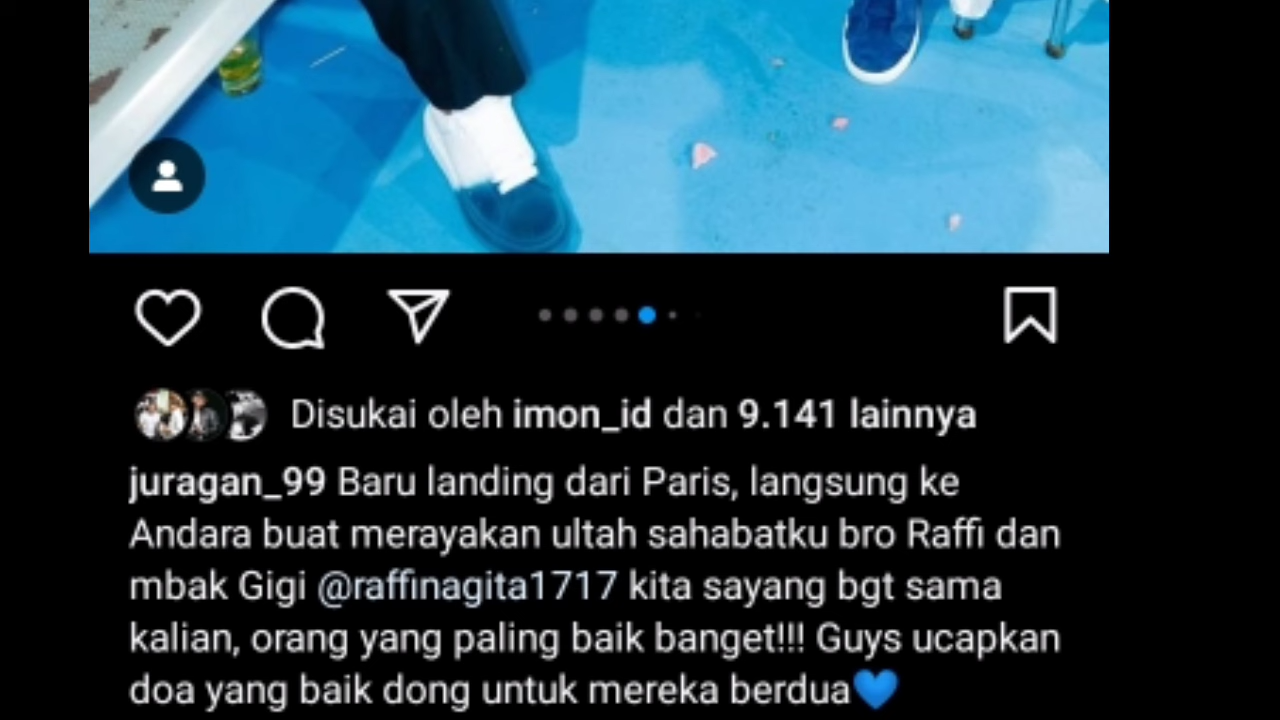 Disukai oleh imon_id dan 9.141 lainnya
juragan_99 Baru landing dari Paris, langsung ke
Andara buat merayakan ultah sahabatku bro Raffi dan
mbak Gigi @raffinagita1717 kita sayang bgt sama
kalian, orang yang paling baik banget!!! Guys ucapkan
doa yang baik dong untuk mereka berdua💙